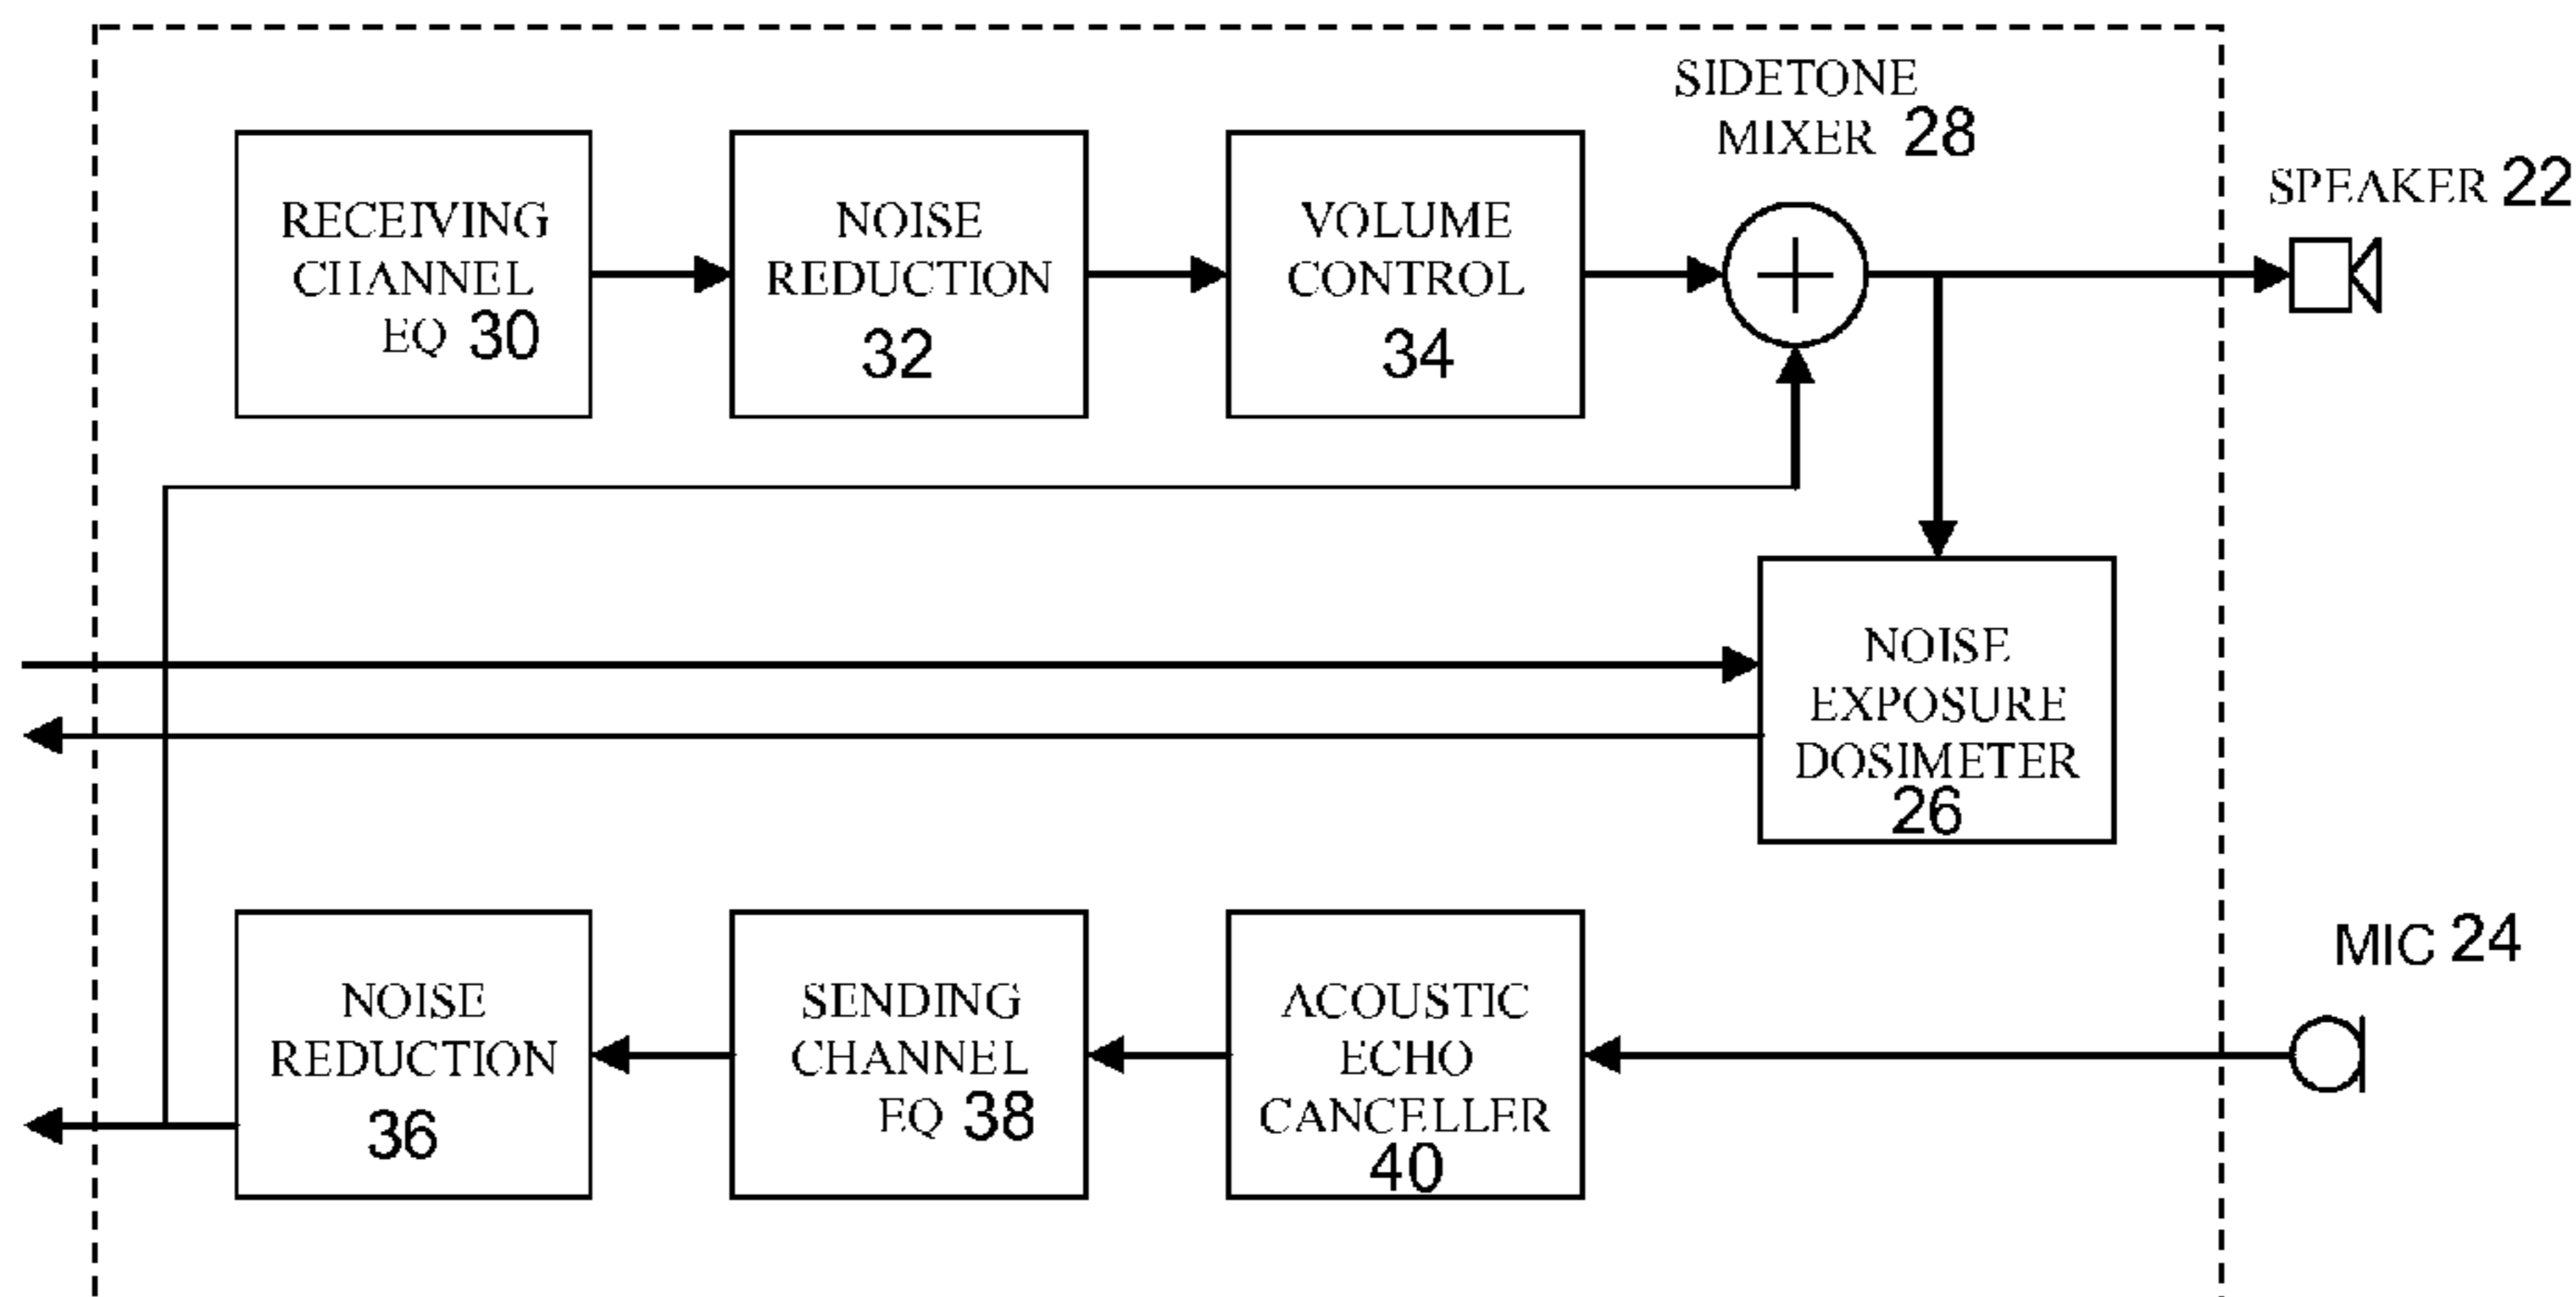 SIDETONE
MIXER 28
SPEAKER 22
RECEIVING
CHANNEL
EQ 30
NOISE
REDUCTION
32
VOLUME
CONTROL
34
NOISE
EXPOSURE
DOSIMETER
26
MIC 24
NOISE
REDUCTION
36
SENDING
CHANNEL
EQ 38
ACOUSTIC
ECHO
CANCELLER
40